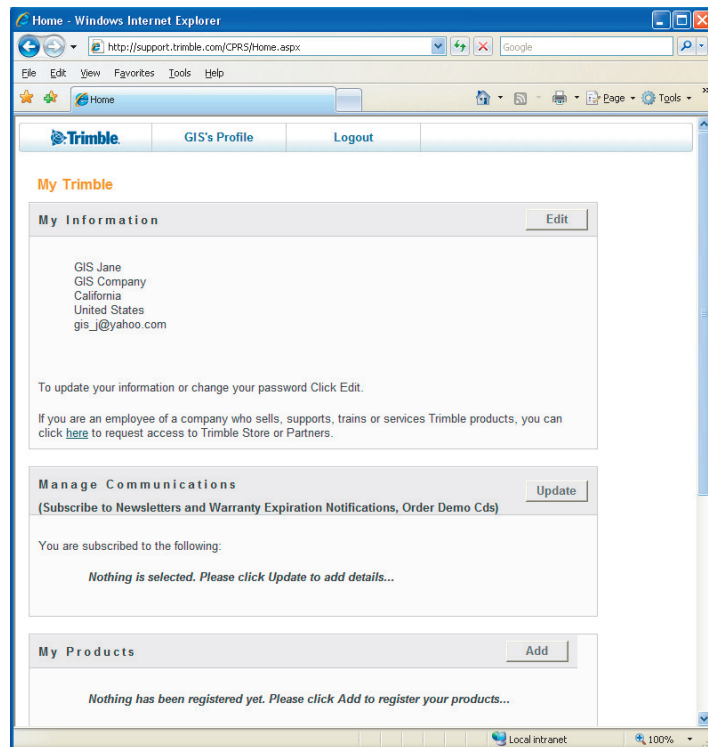 Home - Windows Internet Explorer
http://support.trimble.com/CPRS/Home.aspx
Google
File Edit View Favorites Tools Help
Home
Page Tools »
Trimble. GIS's Profile Logout
My Trimble
My Information
Edit
GIS Jane
GIS Company
California
United States
gis_j@yahoo.com
To update your information or change your password Click Edit.
If you are an employee of a company who sells, supports, trains or services Trimble products, you can
click here to request access to Trimble Store or Partners.
Manage Communications
Update
(Subscribe to Newsletters and Warranty Expiration Notifications, Order Demo Cds)
You are subscribed to the following:
Nothing is selected. Please click Update to add details...
My Products
Add
Nothing has been registered yet. Please click Add to register your products...
Local intranet 100%